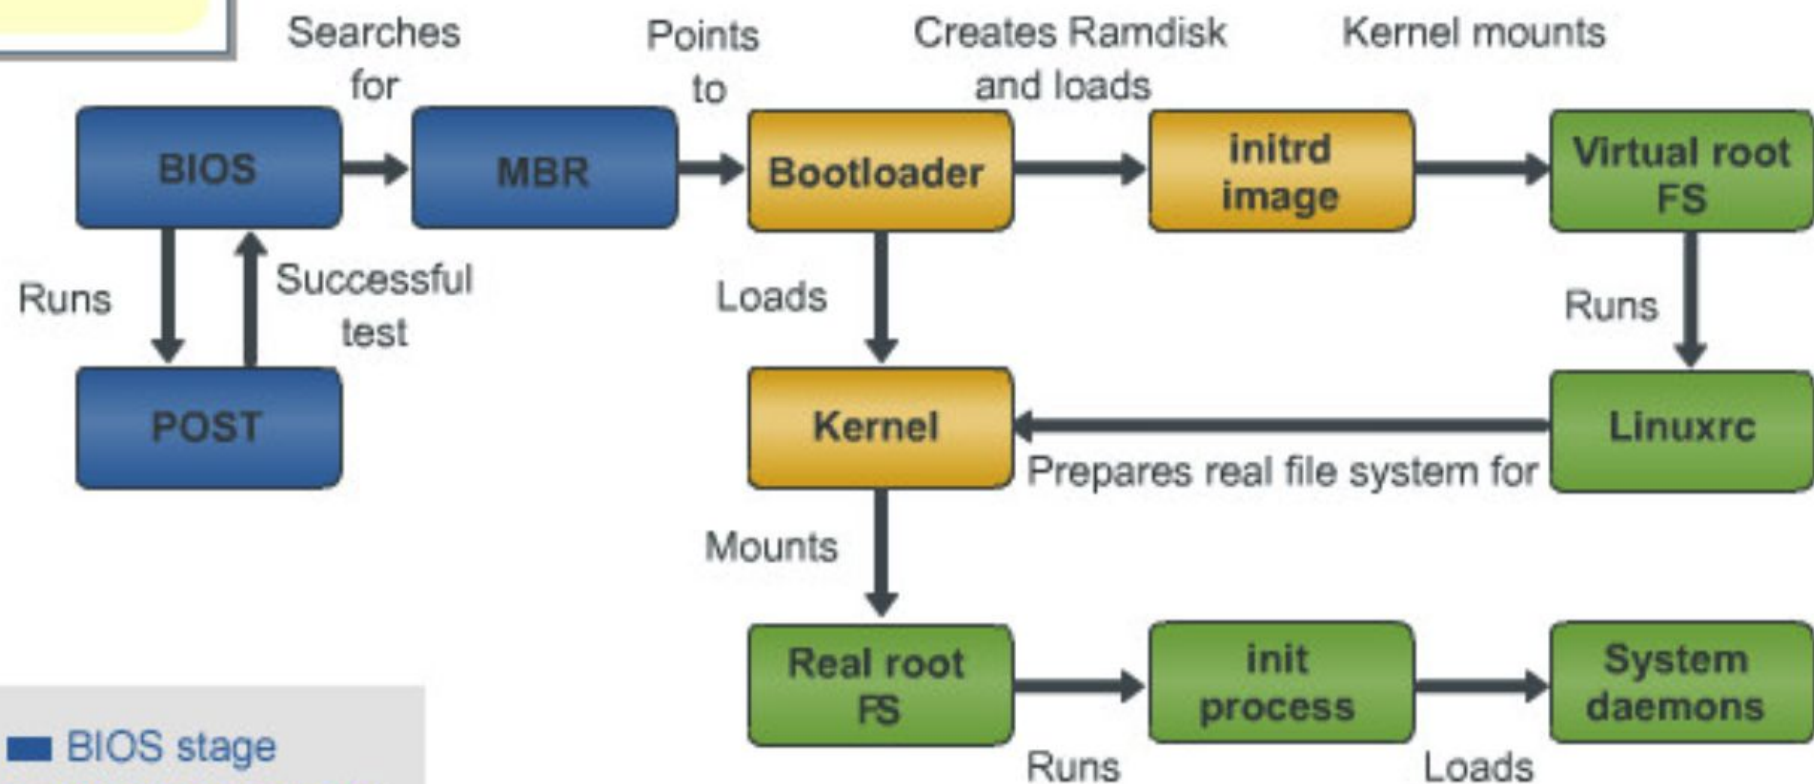 Searches
for
Points
to
Creates Ramdisk
and loads
Kernel mounts
BIOS
MBR
Bootloader
initrd
image
Virtual root
FS
Runs
Successful
test
Loads
Runs
POST
Kernel
Prepares real file system for
Linuxrc
Mounts
Real root
FS
init
process
System
daemons
Runs
Loads
BIOS stage